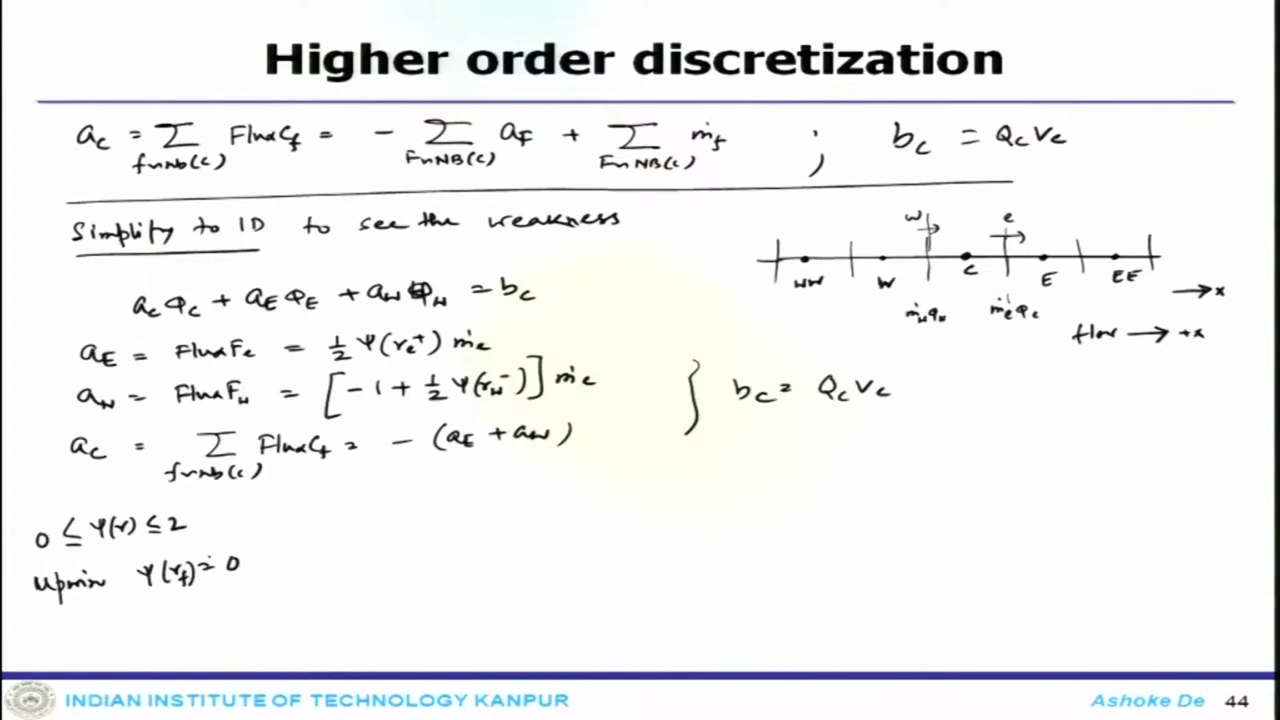 Higher order discretization
a_C = Σ_{f∼nb(C)} FluxC_f = − Σ_{F∼NB(C)} a_F + Σ_{F∼NB(C)} ṁ_f ; b_C = Q_C V_C
Simplify to 1D to see the weakness
w e
WW W C E EE
→ x
ṁ_w φ_w ṁ_e φ_e
flow → +x
a_C φ_C + a_E φ_E + a_W φ_W = b_C
a_E = FluxF_e = ½ Ψ(r_e⁺) ṁ_e
a_W = FluxF_w = [−1 + ½ Ψ(r_w⁻)] ṁ_e } b_C = Q_C V_C
a_C = Σ_{f∼nb(C)} FluxC_f = − (a_E + a_W)
0 ≤ Ψ(r) ≤ 2
Upwin Ψ(r_f) = 0
INDIAN INSTITUTE OF TECHNOLOGY KANPUR
Ashoke De 44